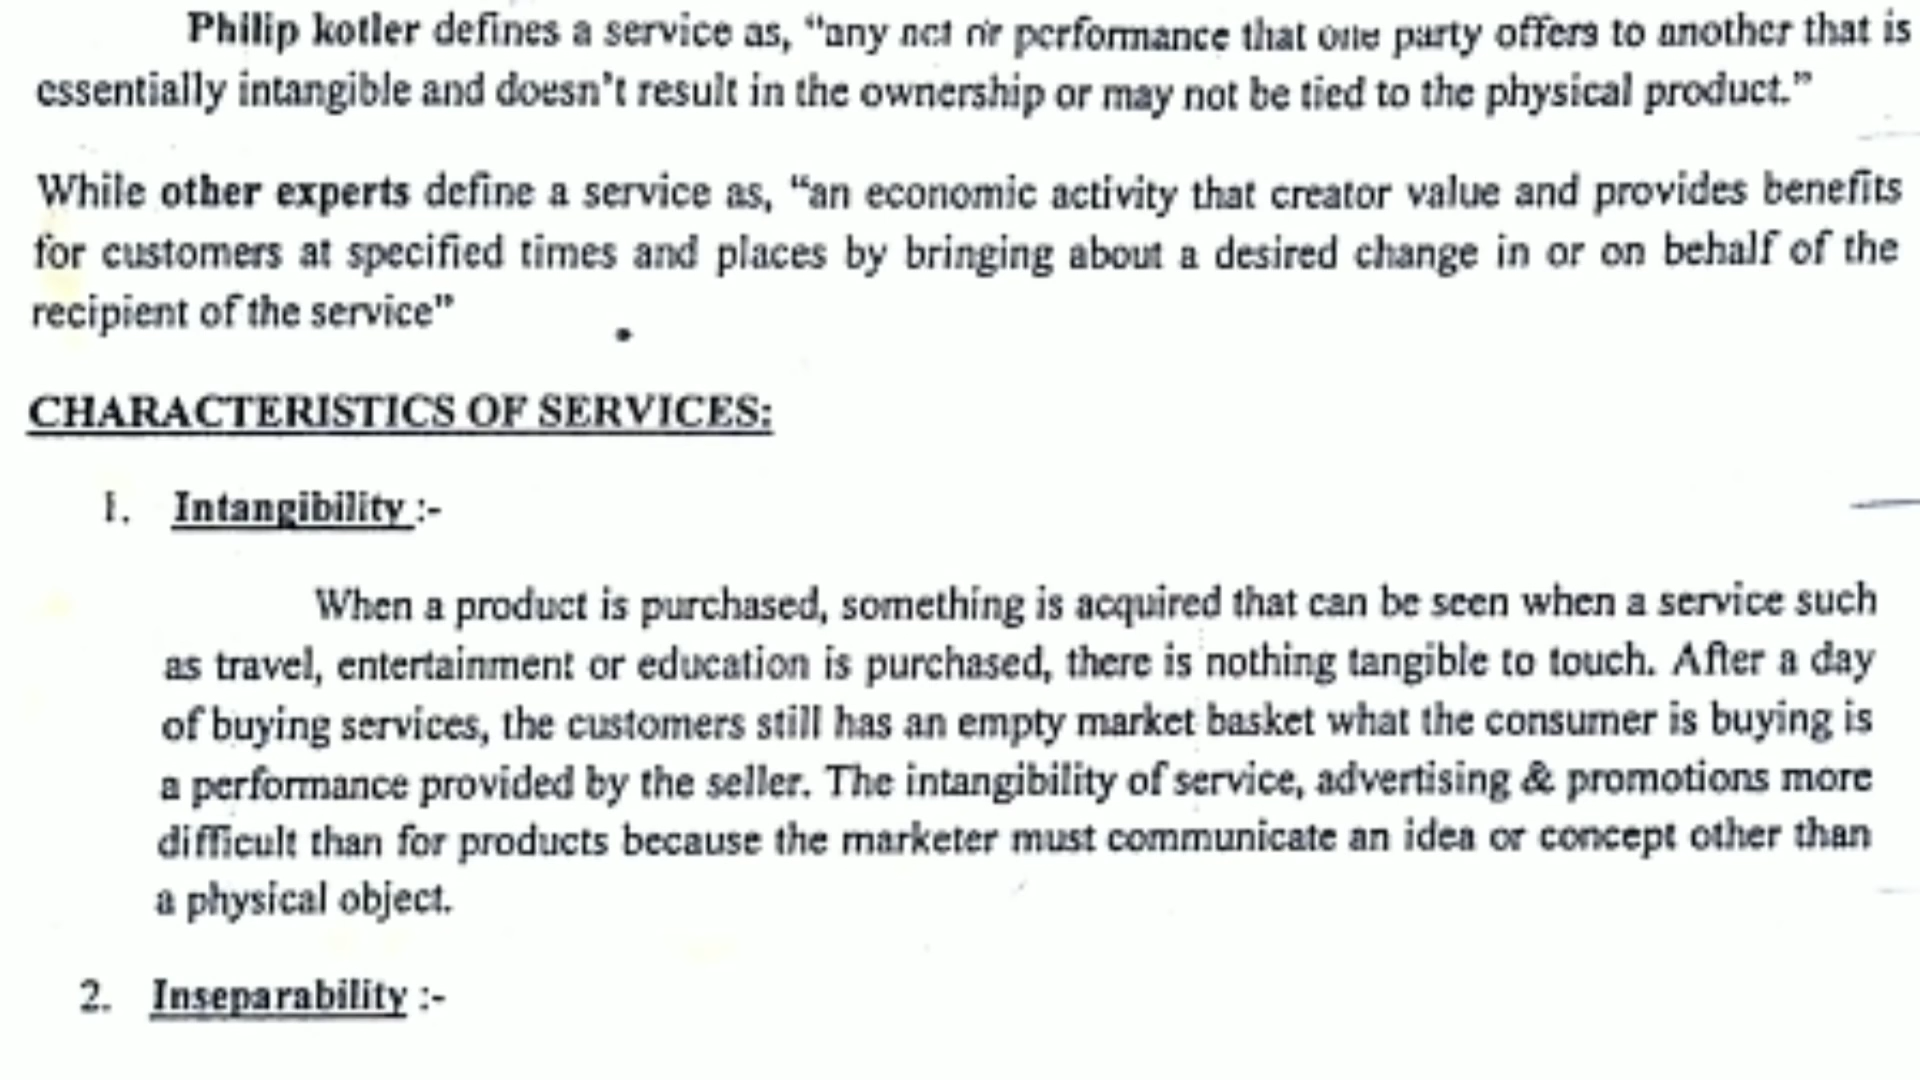 Philip kotler defines a service as, “any act or performance that one party offers to another that is
essentially intangible and doesn’t result in the ownership or may not be tied to the physical product.”
While other experts define a service as, “an economic activity that creator value and provides benefits
for customers at specified times and places by bringing about a desired change in or on behalf of the
recipient of the service”
CHARACTERISTICS OF SERVICES:
1. Intangibility :-
When a product is purchased, something is acquired that can be seen when a service such
as travel, entertainment or education is purchased, there is nothing tangible to touch. After a day
of buying services, the customers still has an empty market basket what the consumer is buying is
a performance provided by the seller. The intangibility of service, advertising & promotions more
difficult than for products because the marketer must communicate an idea or concept other than
a physical object.
2. Inseparability :-